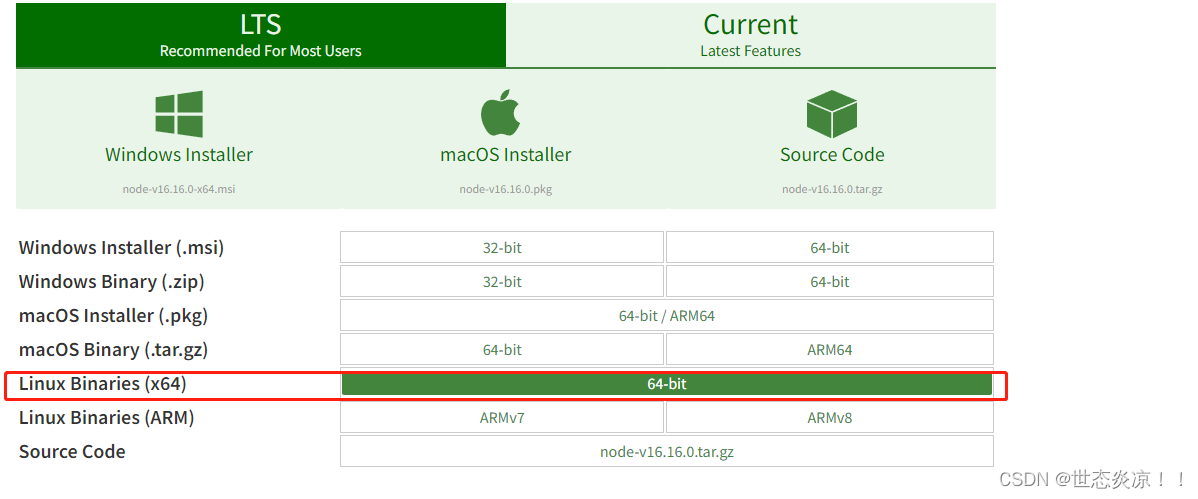 LTS
Recommended For Most Users
Current
Latest Features
Windows Installer
node-v16.16.0-x64.msi
macOS Installer
node-v16.16.0.pkg
Source Code
node-v16.16.0.tar.gz
Windows Installer (.msi) 32-bit 64-bit
Windows Binary (.zip) 32-bit 64-bit
macOS Installer (.pkg) 64-bit / ARM64
macOS Binary (.tar.gz) 64-bit ARM64
Linux Binaries (x64) 64-bit
Linux Binaries (ARM) ARMv7 ARMv8
Source Code node-v16.16.0.tar.gz
CSDN @世态炎凉！！